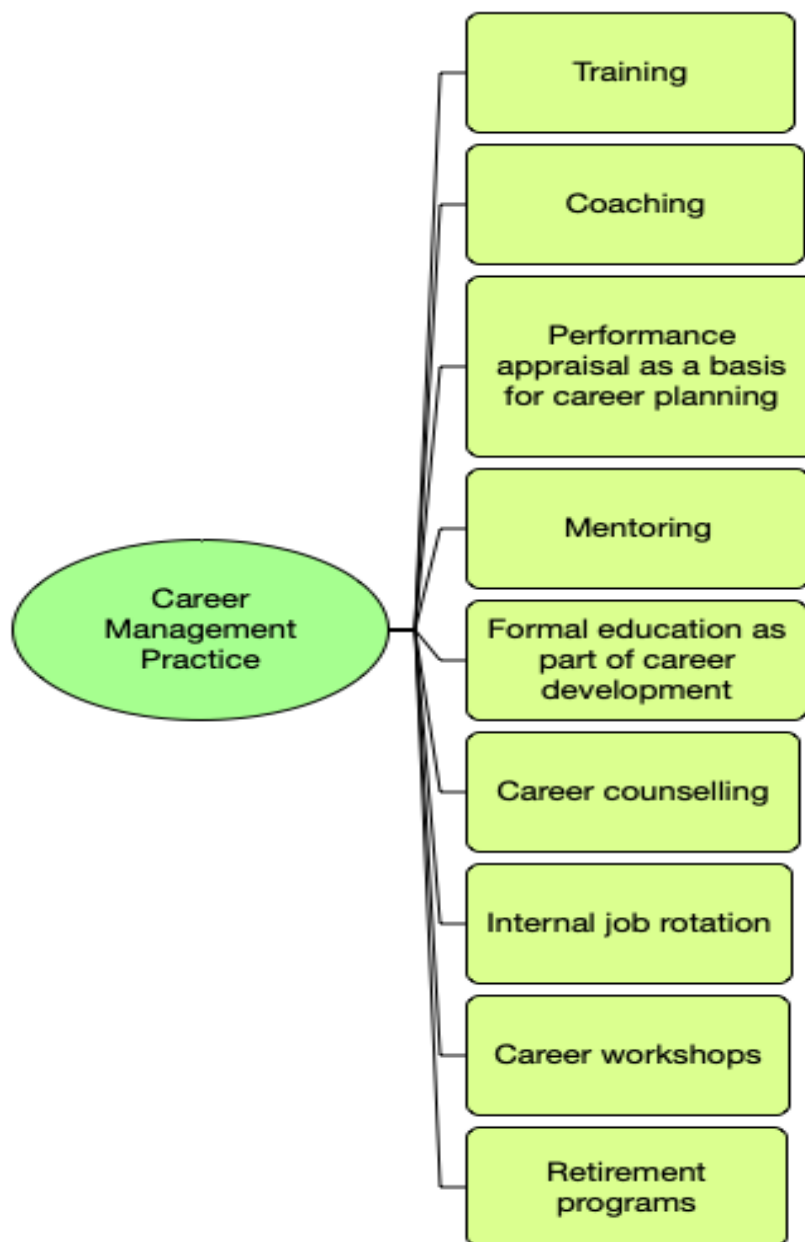 Training
Coaching
Performance
appraisal as a basis
for career planning
Mentoring
Career
Management
Practice
Formal education as
part of career
development
Career counselling
Internal job rotation
Career workshops
Retirement
programs